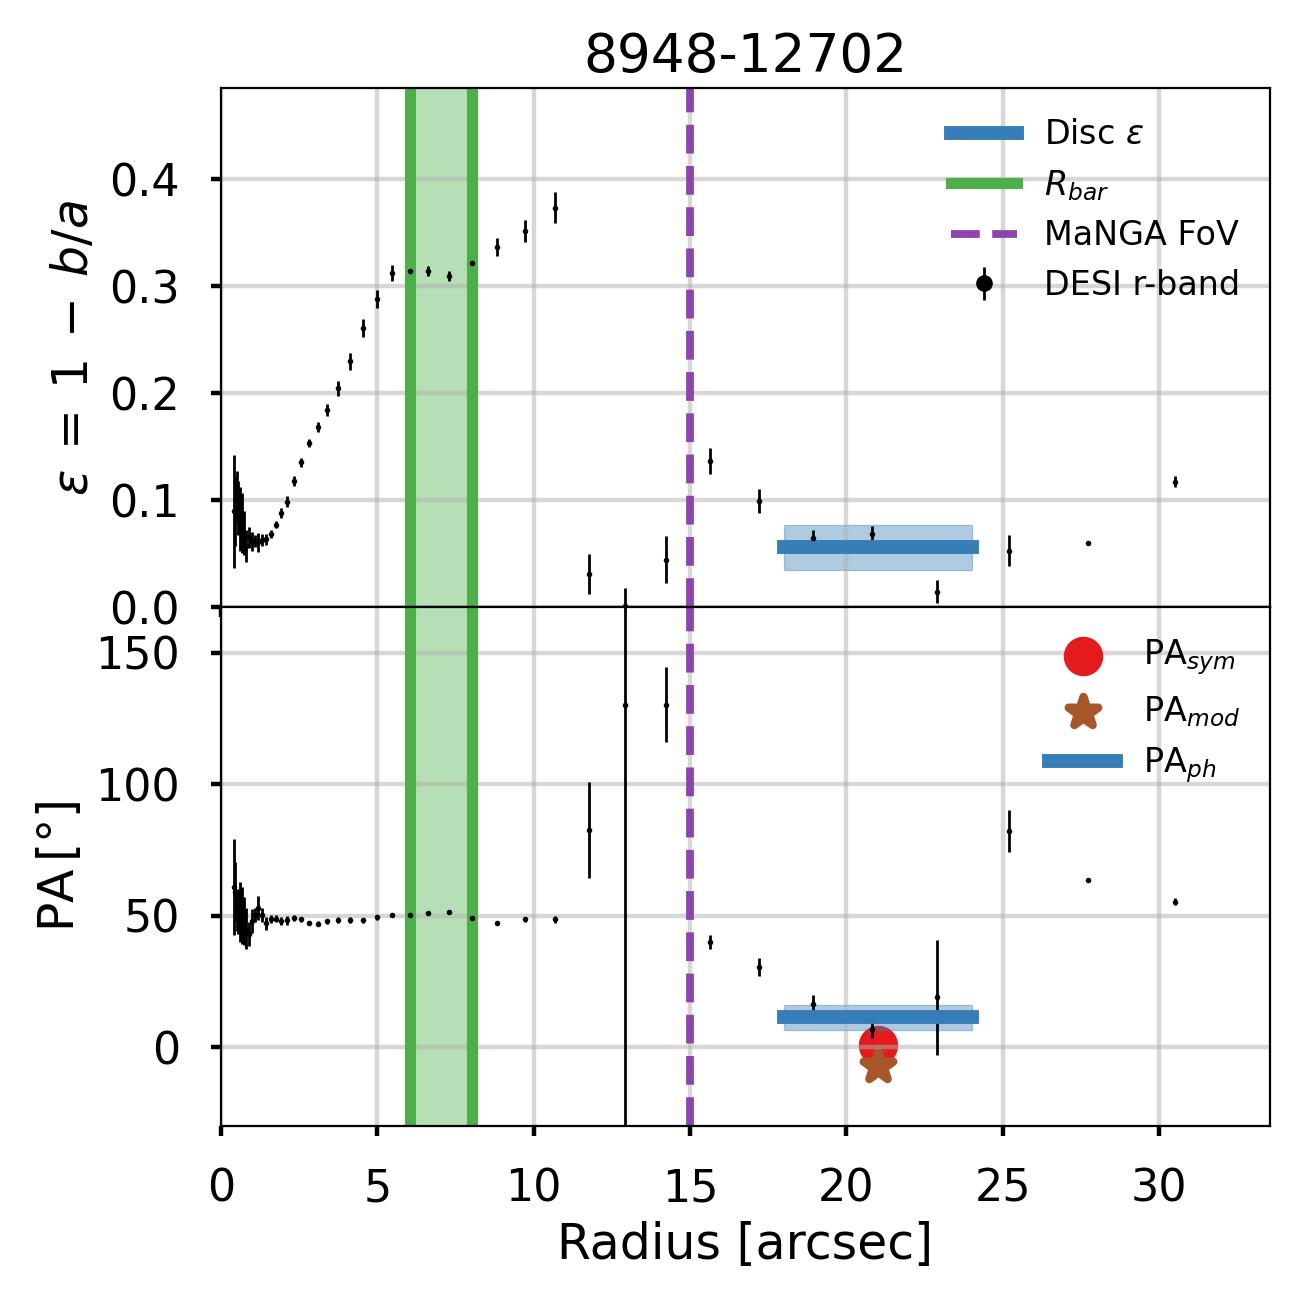 8948-12702
ε = 1 − b/a
0.4
0.3
0.2
0.1
0.0
Disc ε
R_bar
MaNGA FoV
DESI r-band
PA [°]
150
100
50
0
PA_sym
PA_mod
PA_ph
0 5 10 15 20 25 30
Radius [arcsec]